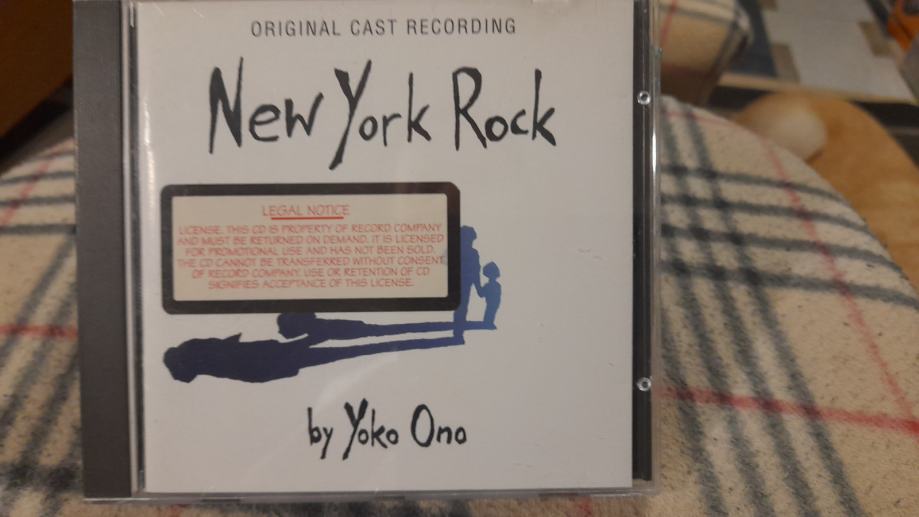 ORIGINAL CAST RECORDING
New York Rock
LEGAL NOTICE
LICENSE. THIS CD IS PROPERTY OF RECORD COMPANY
AND MUST BE RETURNED ON DEMAND. IT IS LICENSED
FOR PROMOTIONAL USE AND HAS NOT BEEN SOLD.
THE CD CANNOT BE TRANSFERRED WITHOUT CONSENT
OF RECORD COMPANY. USE OR RETENTION OF CD
SIGNIFIES ACCEPTANCE OF THIS LICENSE.
by Yoko Ono